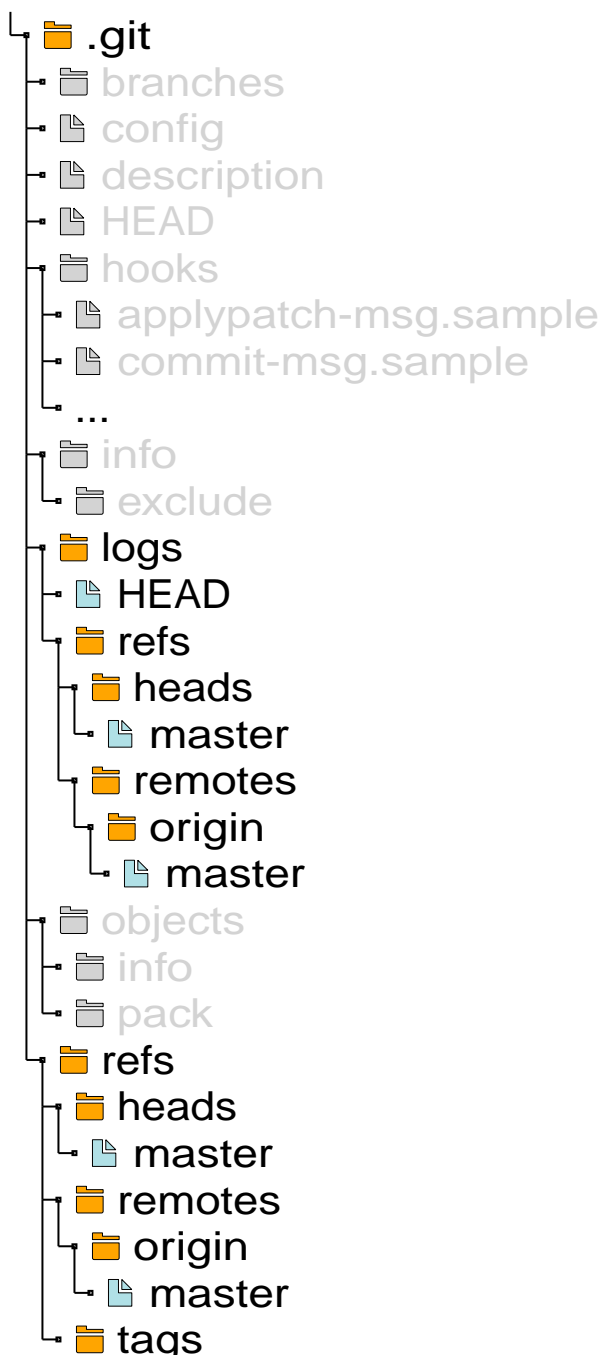 .git
branches
config
description
HEAD
hooks
applypatch-msg.sample
commit-msg.sample
...
info
exclude
logs
HEAD
refs
heads
master
remotes
origin
master
objects
info
pack
refs
heads
master
remotes
origin
master
tags